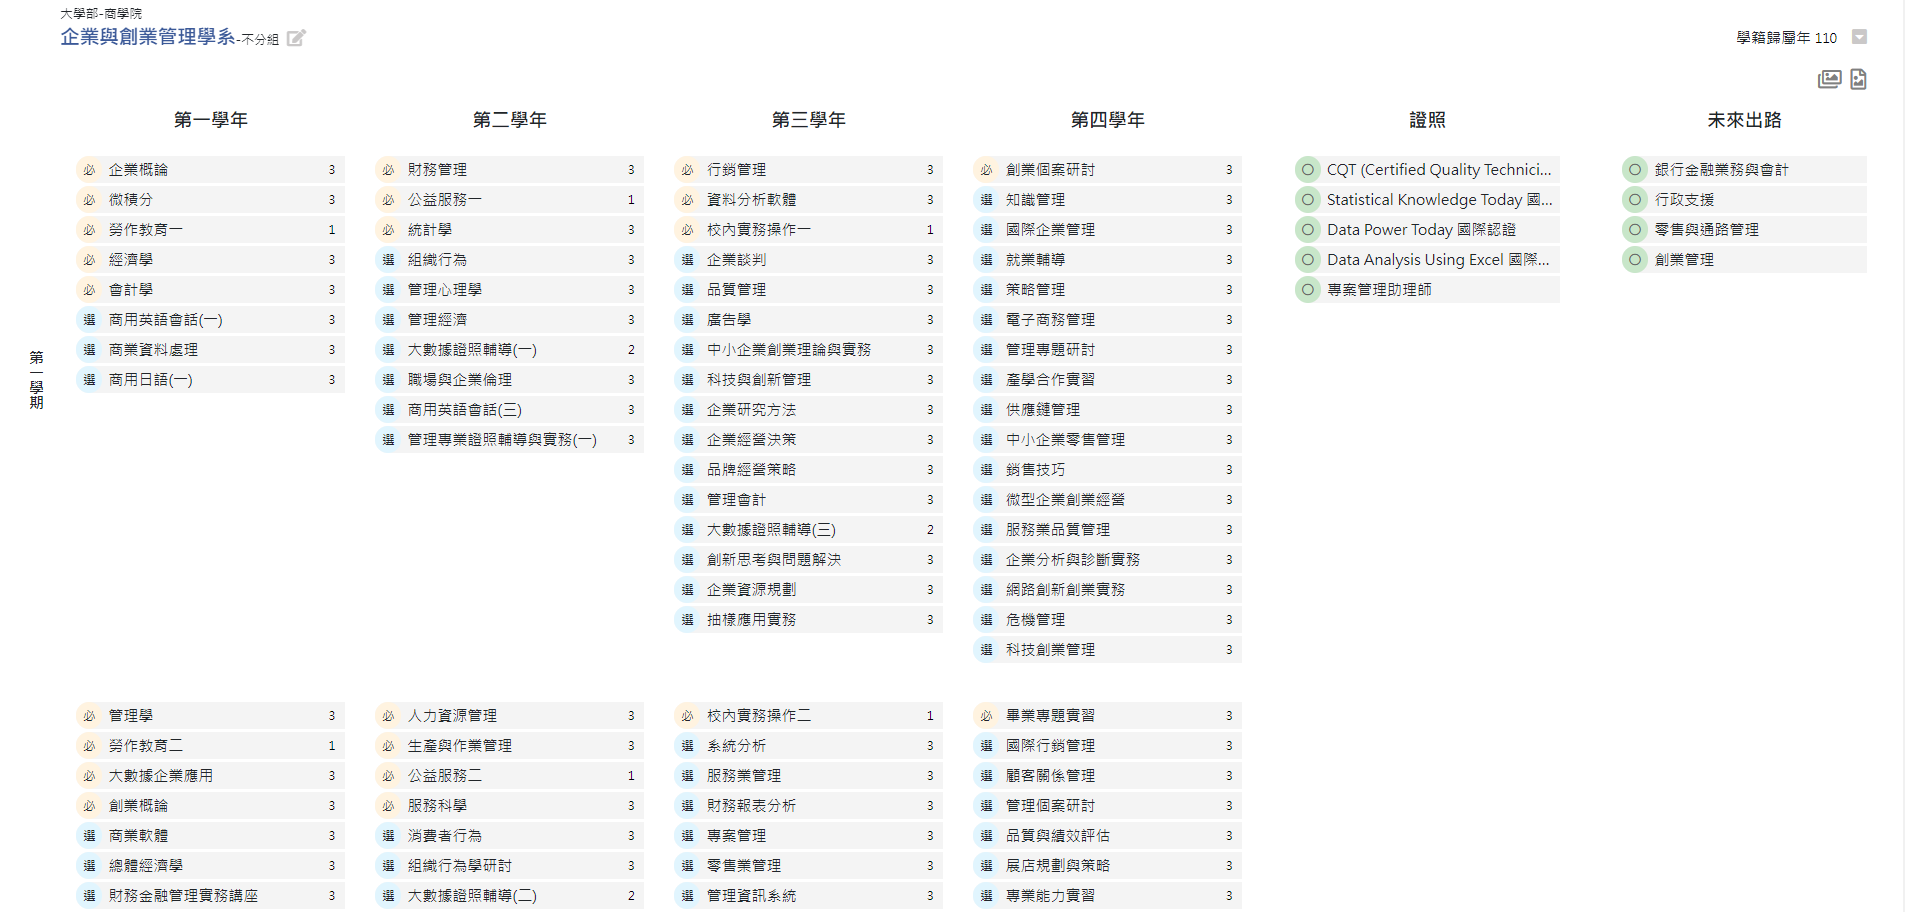 大學部-商學院
企業與創業管理學系-不分組
學籍歸屬年 110
第一學年
第二學年
第三學年
第四學年
證照
未來出路
第一學期
必 企業概論 3
必 微積分 3
必 勞作教育一 1
必 經濟學 3
必 會計學 3
選 商用英語會話(一) 3
選 商業資料處理 3
選 商用日語(一) 3
必 財務管理 3
必 公益服務一 1
必 統計學 3
選 組織行為 3
選 管理心理學 3
選 管理經濟 3
選 大數據證照輔導(一) 2
選 職場與企業倫理 3
選 商用英語會話(三) 3
選 管理專業證照輔導與實務(一) 3
必 行銷管理 3
必 資料分析軟體 3
必 校內實務操作一 1
選 企業談判 3
選 品質管理 3
選 廣告學 3
選 中小企業創業理論與實務 3
選 科技與創新管理 3
選 企業研究方法 3
選 企業經營決策 3
選 品牌經營策略 3
選 管理會計 3
選 大數據證照輔導(三) 2
選 創新思考與問題解決 3
選 企業資源規劃 3
選 抽樣應用實務 3
必 創業個案研討 3
選 知識管理 3
選 國際企業管理 3
選 就業輔導 3
選 策略管理 3
選 電子商務管理 3
選 管理專題研討 3
選 產學合作實習 3
選 供應鏈管理 3
選 中小企業零售管理 3
選 銷售技巧 3
選 微型企業創業經營 3
選 服務業品質管理 3
選 企業分析與診斷實務 3
選 網路創新創業實務 3
選 危機管理 3
選 科技創業管理 3
CQT (Certified Quality Technici...
Statistical Knowledge Today 國...
Data Power Today 國際認證
Data Analysis Using Excel 國際...
專案管理助理師
銀行金融業務與會計
行政支援
零售與通路管理
創業管理
必 管理學 3
必 勞作教育二 1
必 大數據企業應用 3
必 創業概論 3
選 商業軟體 3
選 總體經濟學 3
選 財務金融管理實務講座 3
必 人力資源管理 3
必 生產與作業管理 3
必 公益服務二 1
必 服務科學 3
選 消費者行為 3
選 組織行為學研討 3
選 大數據證照輔導(二) 2
必 校內實務操作二 1
選 系統分析 3
選 服務業管理 3
選 財務報表分析 3
選 專案管理 3
選 零售業管理 3
選 管理資訊系統 3
必 畢業專題實習 3
選 國際行銷管理 3
選 顧客關係管理 3
選 管理個案研討 3
選 品質與績效評估 3
選 展店規劃與策略 3
選 專業能力實習 3